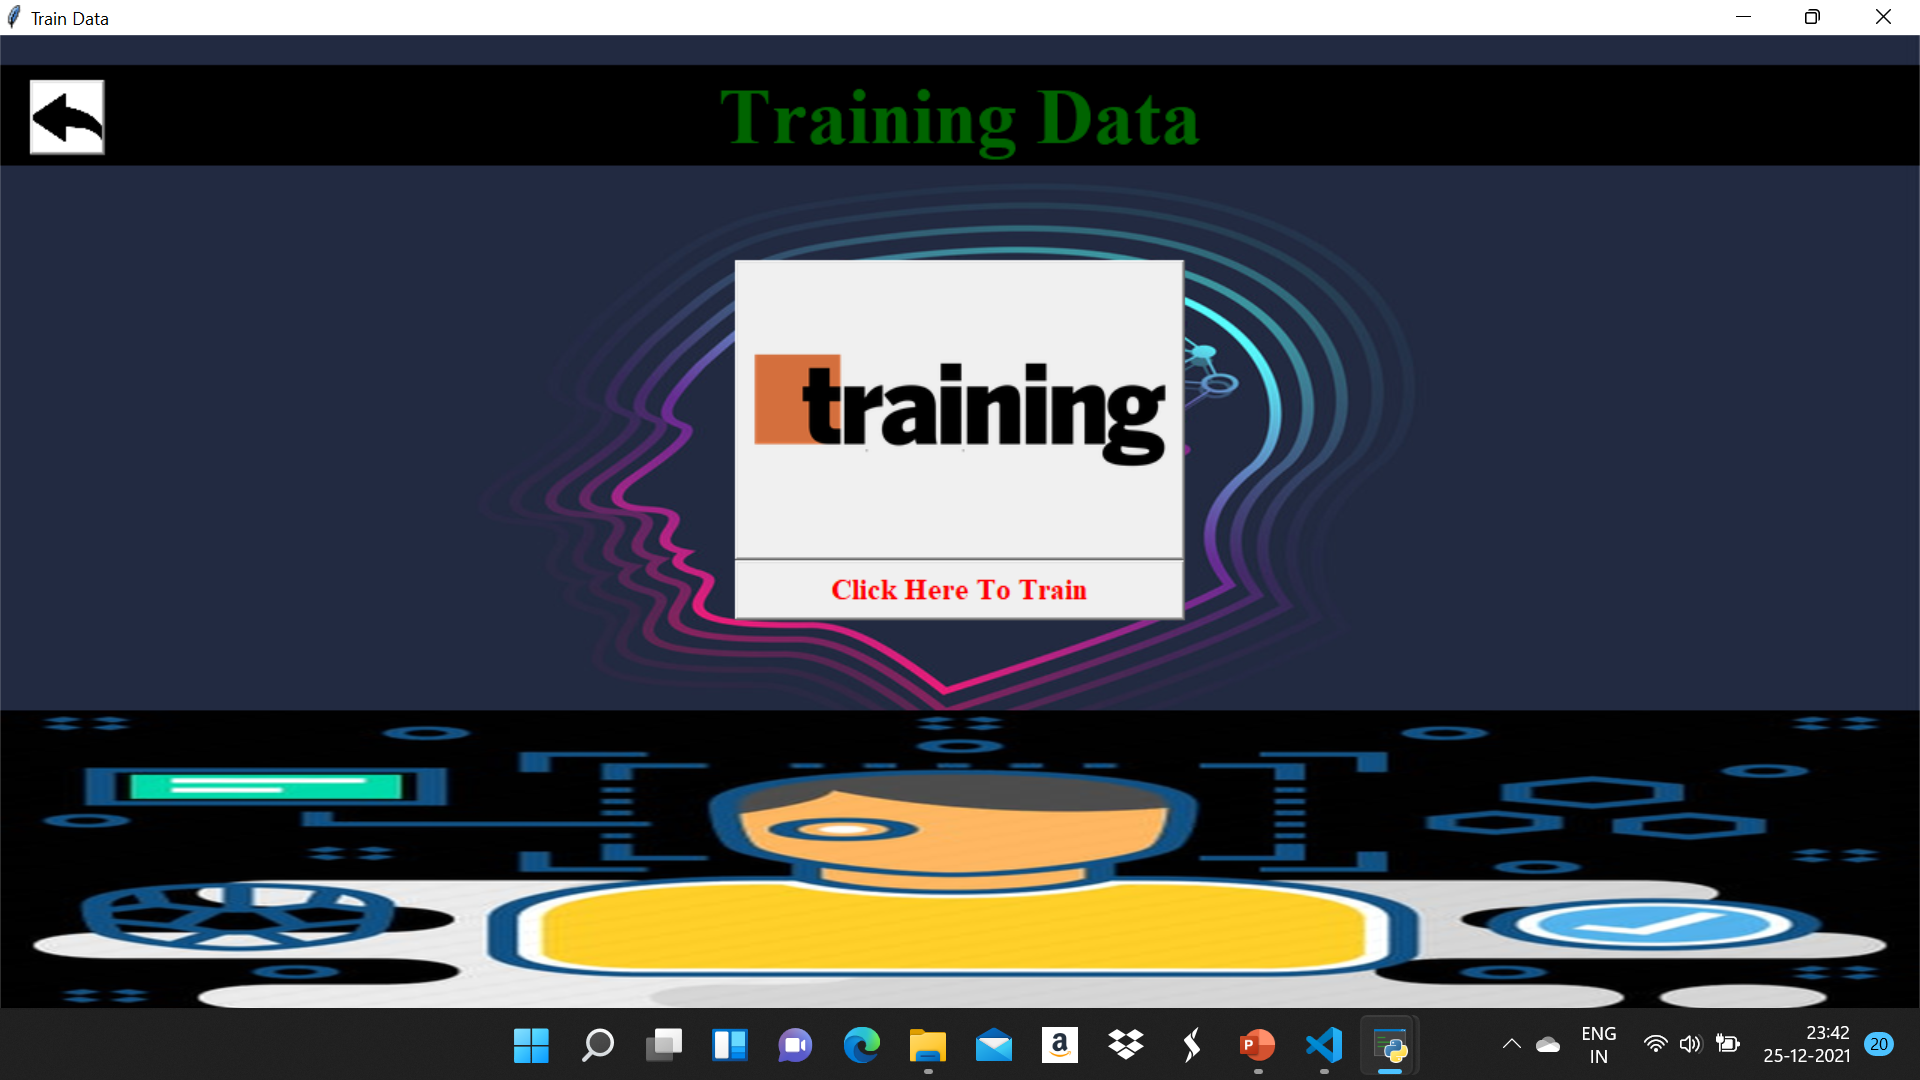 Train Data
Training Data
training
Click Here To Train
a
P
ENG
IN
23:42
25-12-2021
20